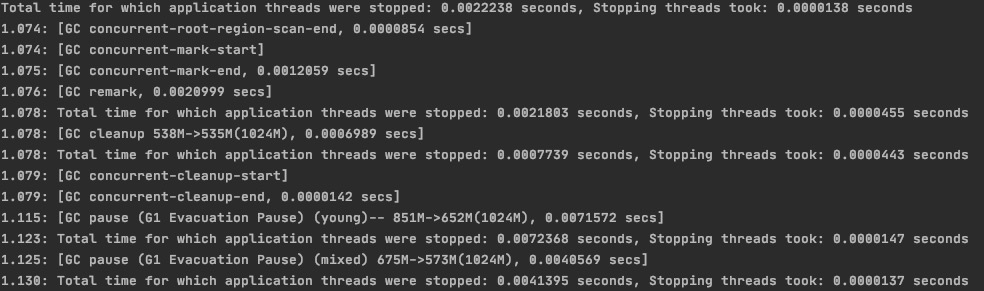 Total time for which application threads were stopped: 0.0022238 seconds, Stopping threads took: 0.0000138 seconds
1.074: [GC concurrent-root-region-scan-end, 0.0000854 secs]
1.074: [GC concurrent-mark-start]
1.075: [GC concurrent-mark-end, 0.0012059 secs]
1.076: [GC remark, 0.0020999 secs]
1.078: Total time for which application threads were stopped: 0.0021803 seconds, Stopping threads took: 0.0000455 seconds
1.078: [GC cleanup 538M->535M(1024M), 0.0006989 secs]
1.078: Total time for which application threads were stopped: 0.0007739 seconds, Stopping threads took: 0.0000443 seconds
1.079: [GC concurrent-cleanup-start]
1.079: [GC concurrent-cleanup-end, 0.0000142 secs]
1.115: [GC pause (G1 Evacuation Pause) (young)-- 851M->652M(1024M), 0.0071572 secs]
1.123: Total time for which application threads were stopped: 0.0072368 seconds, Stopping threads took: 0.0000147 seconds
1.125: [GC pause (G1 Evacuation Pause) (mixed) 675M->573M(1024M), 0.0040569 secs]
1.130: Total time for which application threads were stopped: 0.0041395 seconds, Stopping threads took: 0.0000137 seconds